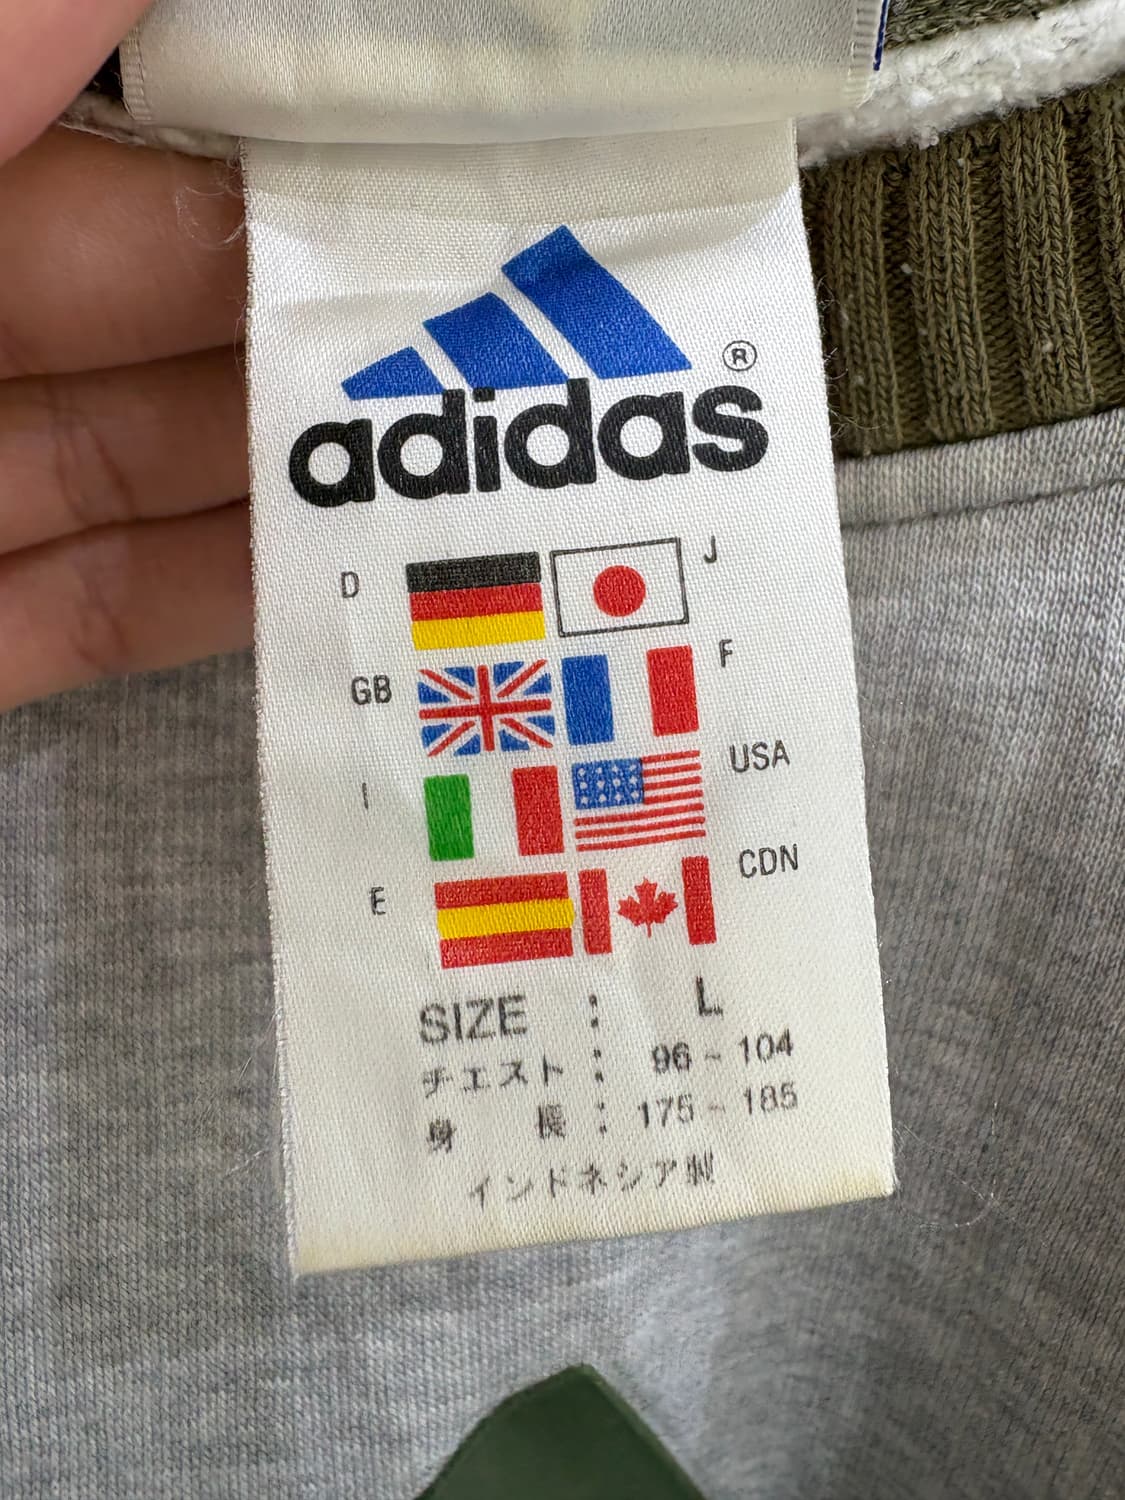 adidas ®
D J
GB F
I USA
E CDN
SIZE : L
チェスト : 96 - 104
身 長 : 175 - 185
インドネシア製